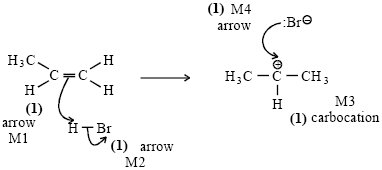 (1) M4
arrow
:Br⊖
H₃C
H
C = C
H
H
(1)
arrow
M1
H – Br
(1) arrow
M2
H₃C – C – CH₃
⊕
H
M3
(1) carbocation